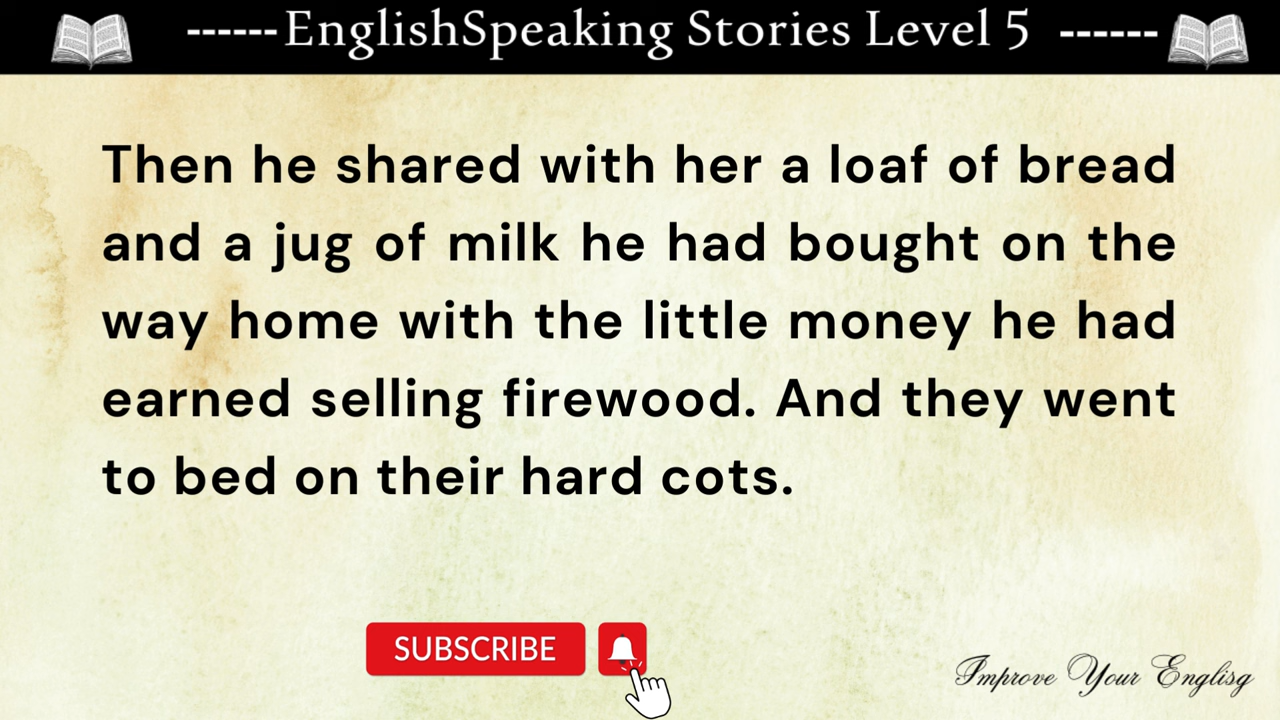 ------EnglishSpeaking Stories Level 5 ------
Then he shared with her a loaf of bread
and a jug of milk he had bought on the
way home with the little money he had
earned selling firewood. And they went
to bed on their hard cots.
SUBSCRIBE
Improve Your Englisg